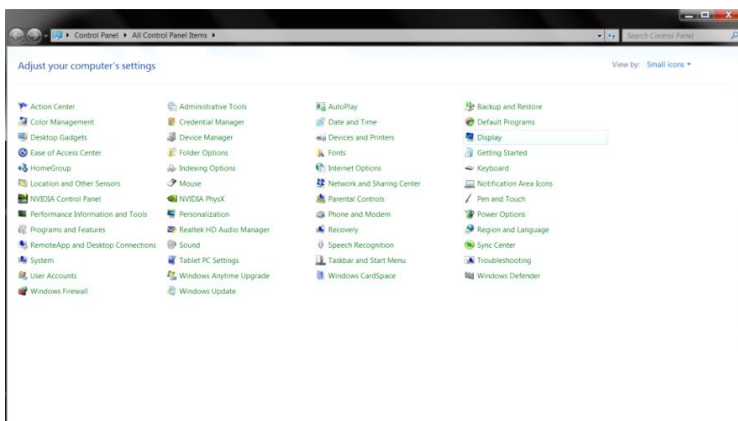 Control Panel ▸ All Control Panel Items ▸ Search Control Panel
Adjust your computer's settings View by: Small icons
Action Center Administrative Tools AutoPlay Backup and Restore
Color Management Credential Manager Date and Time Default Programs
Desktop Gadgets Device Manager Devices and Printers Display
Ease of Access Center Folder Options Fonts Getting Started
HomeGroup Indexing Options Internet Options Keyboard
Location and Other Sensors Mouse Network and Sharing Center Notification Area Icons
NVIDIA Control Panel NVIDIA PhysX Parental Controls Pen and Touch
Performance Information and Tools Personalization Phone and Modem Power Options
Programs and Features Realtek HD Audio Manager Recovery Region and Language
RemoteApp and Desktop Connections Sound Speech Recognition Sync Center
System Tablet PC Settings Taskbar and Start Menu Troubleshooting
User Accounts Windows Anytime Upgrade Windows CardSpace Windows Defender
Windows Firewall Windows Update